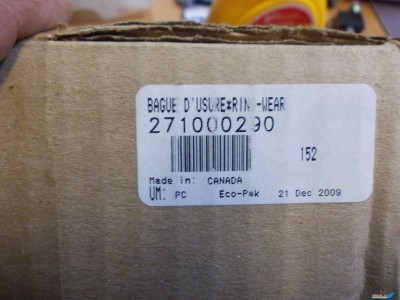 BAGUE D'USURE*RING-WEAR
271000290
152
Made in: CANADA
UM: PC Eco-Pak 21 Dec 2009